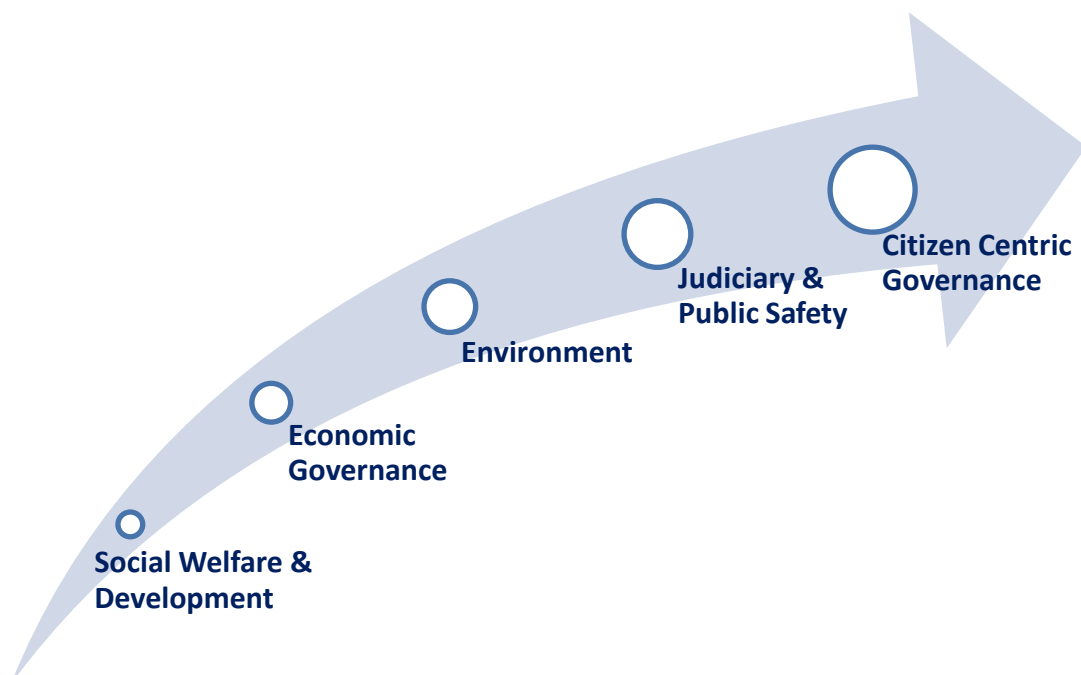 Social Welfare &
Development
Economic
Governance
Environment
Judiciary &
Public Safety
Citizen Centric
Governance